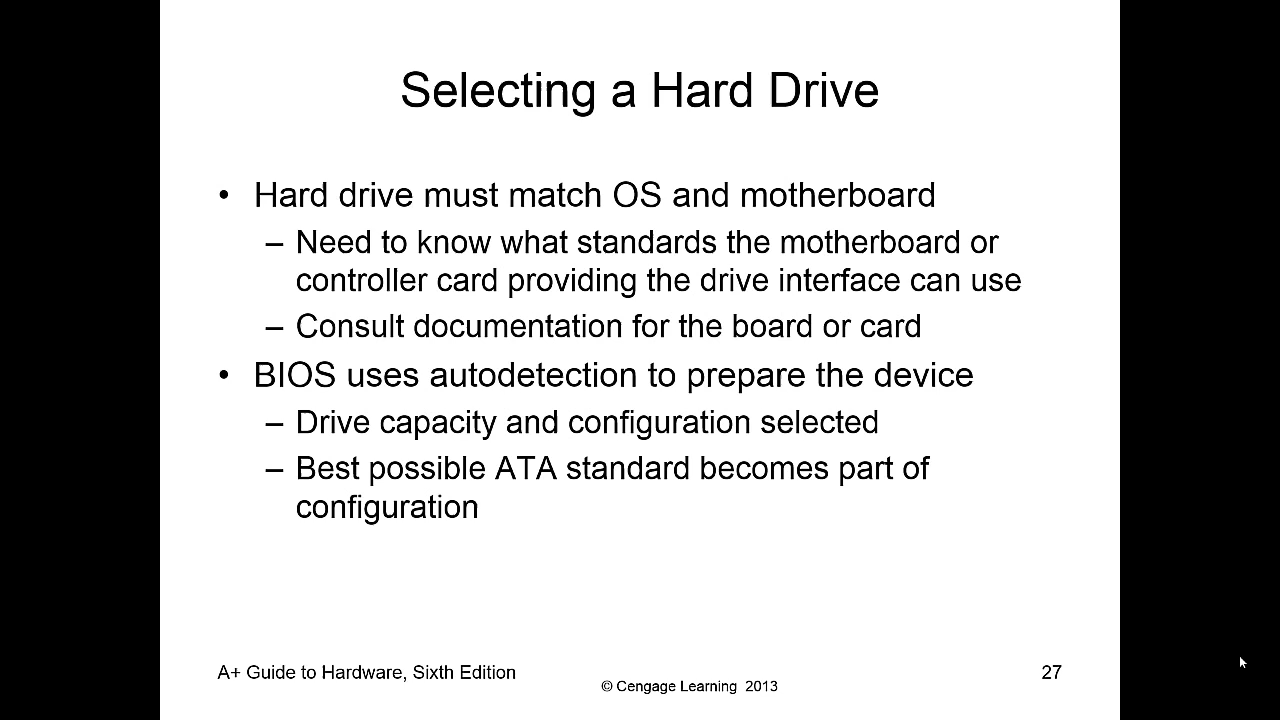 Selecting a Hard Drive
• Hard drive must match OS and motherboard
– Need to know what standards the motherboard or
controller card providing the drive interface can use
– Consult documentation for the board or card
• BIOS uses autodetection to prepare the device
– Drive capacity and configuration selected
– Best possible ATA standard becomes part of
configuration
A+ Guide to Hardware, Sixth Edition
© Cengage Learning 2013
27